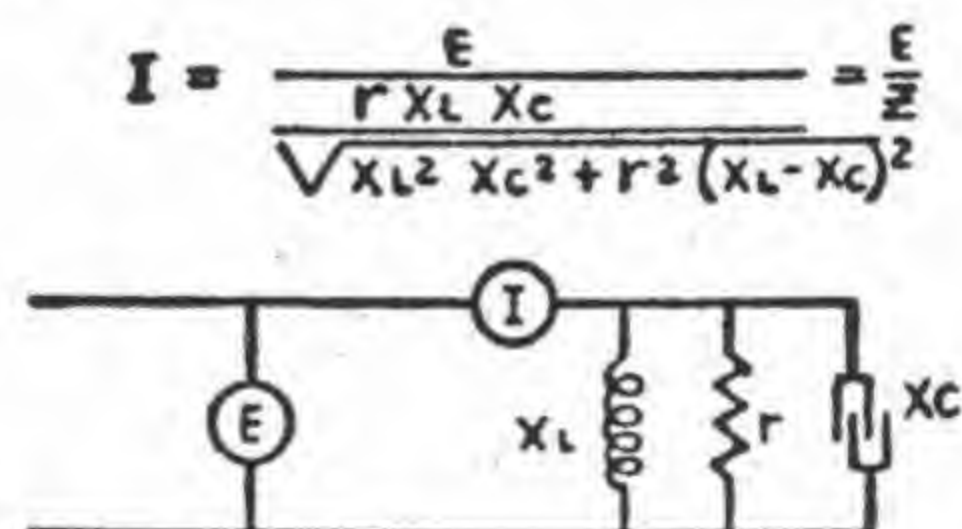 I = E = E
r XL XC Z
√XL² XC² + r² (XL - XC)²
I
E
XL
r
XC